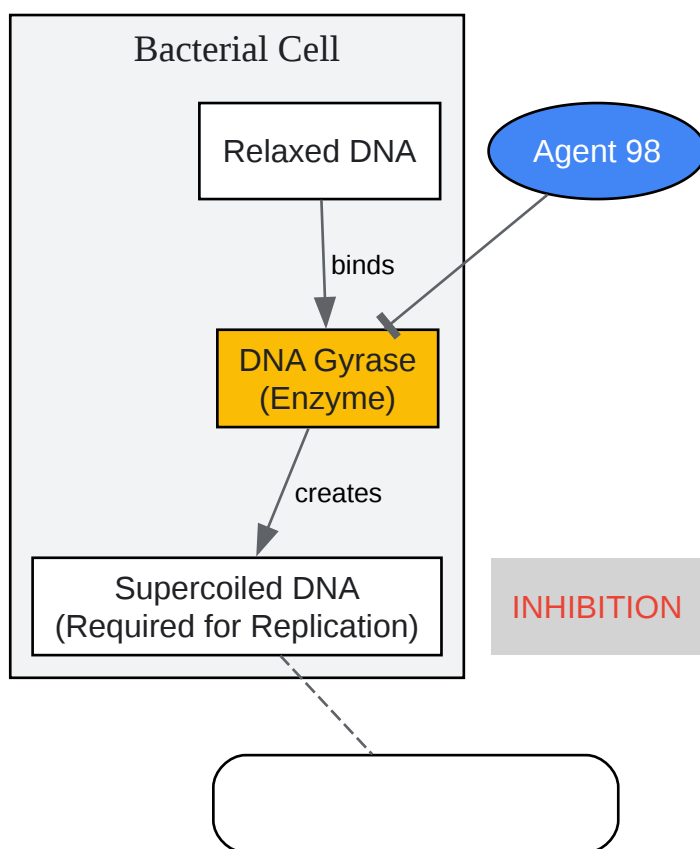 Bacterial Cell
Relaxed DNA
Agent 98
binds
DNA Gyrase
(Enzyme)
creates
Supercoiled DNA
(Required for Replication)
INHIBITION